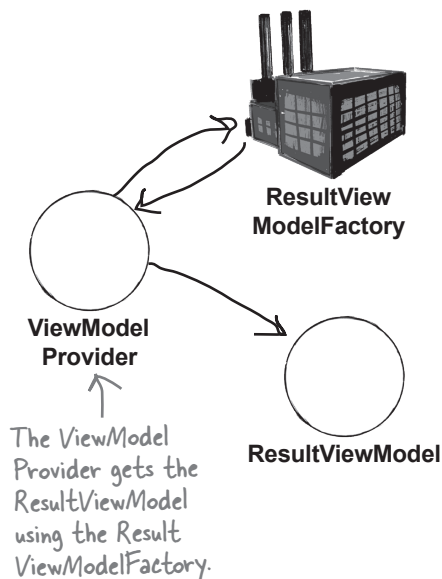 ResultView
ModelFactory
ViewModel
Provider
ResultViewModel
The ViewModel
Provider gets the
ResultViewModel
using the Result
ViewModelFactory.